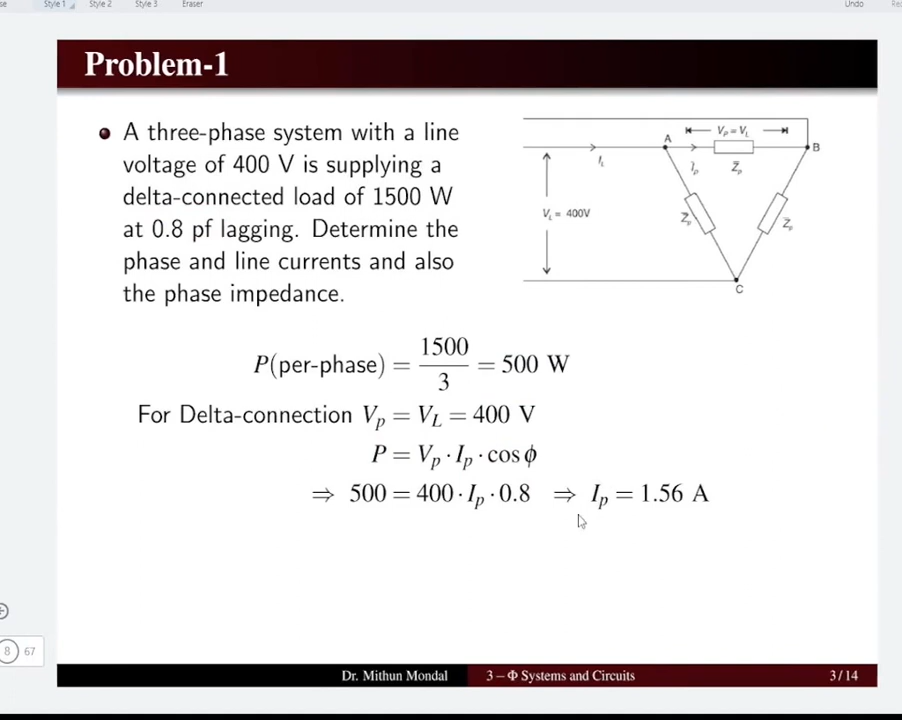 Style 1
Style 2
Style 3
Eraser
Undo
Problem-1
A three-phase system with a line
voltage of 400 V is supplying a
delta-connected load of 1500 W
at 0.8 pf lagging. Determine the
phase and line currents and also
the phase impedance.
V_p = V_L
A
B
I_L
I_p
Z̄_p
V_L = 400V
Z̄_p
Z̄_p
C
P(per-phase) = 1500/3 = 500 W
For Delta-connection V_p = V_L = 400 V
P = V_p · I_p · cos ϕ
⇒ 500 = 400 · I_p · 0.8 ⇒ I_p = 1.56 A
8 67
Dr. Mithun Mondal 3 – Φ Systems and Circuits 3 / 14